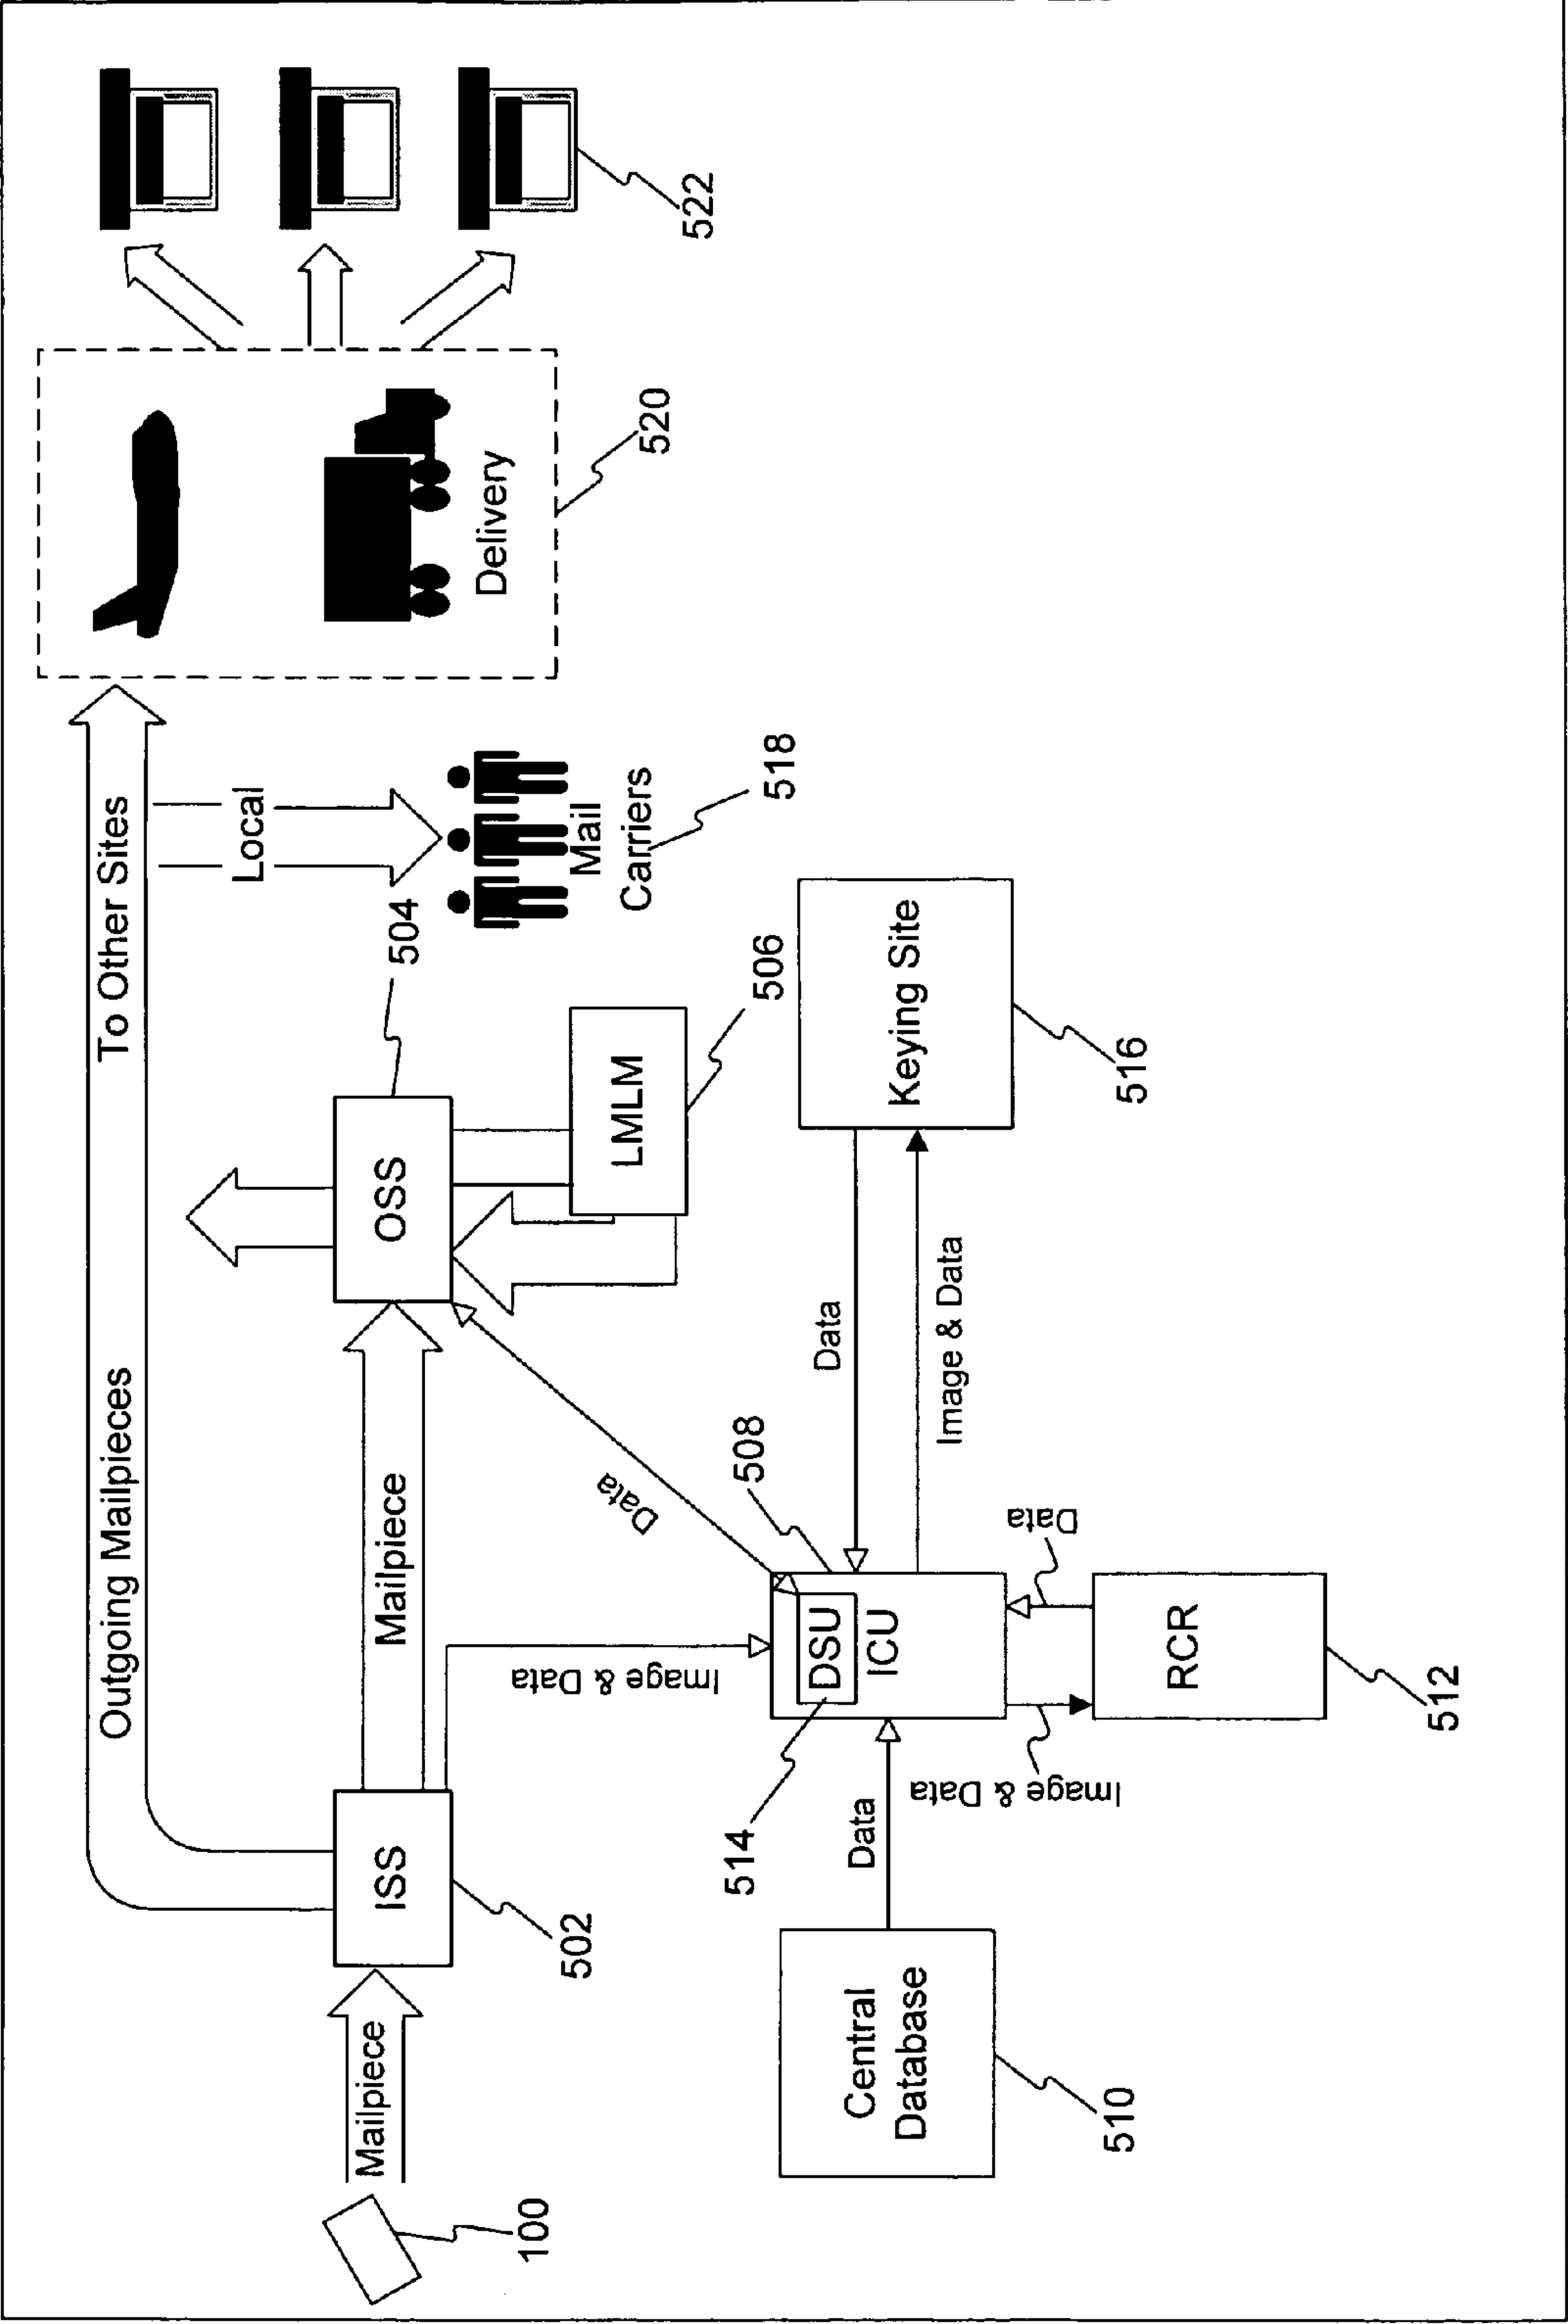 Outgoing Mailpieces
To Other Sites
Local
Mailpiece
100
ISS
502
Mailpiece
OSS
504
LMLM
506
Mail
Carriers
518
Delivery
520
522
Image & Data
Data
508
DSU
ICU
514
Central
Database
510
Data
Image & Data
Data
RCR
512
Data
Image & Data
Keying Site
516